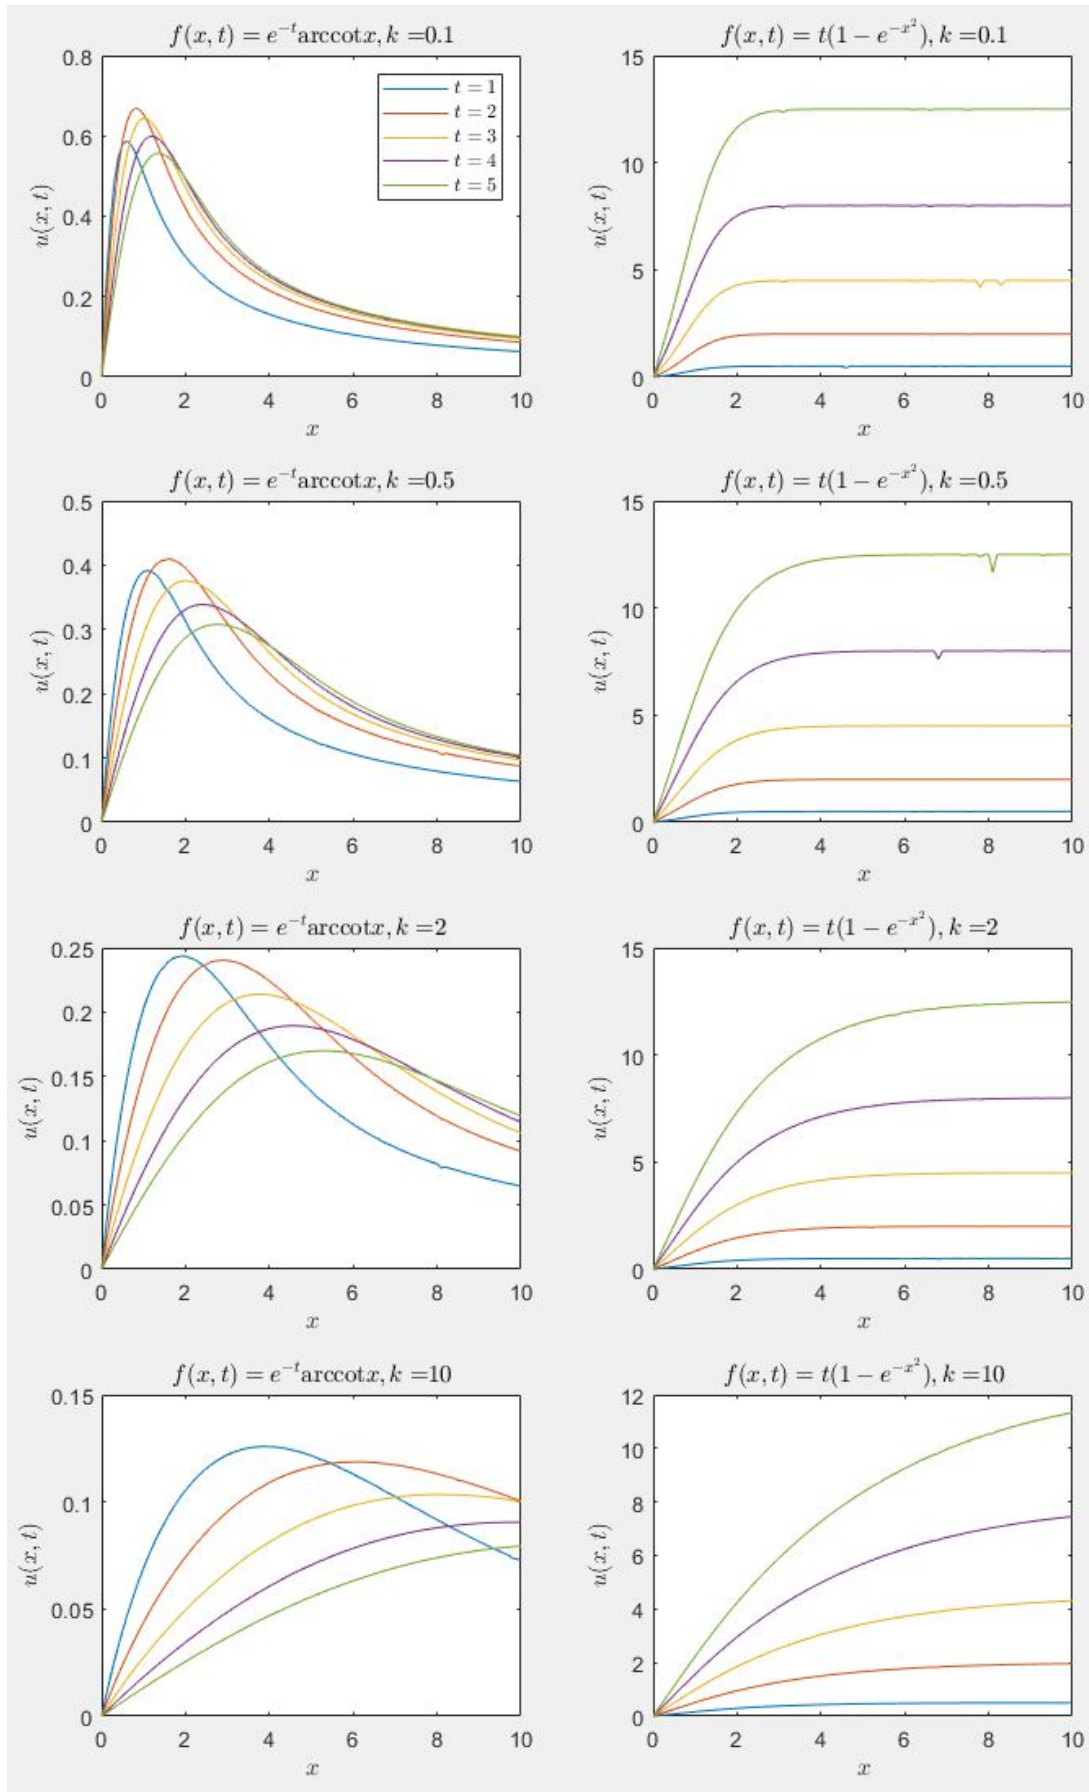 f(x, t) = e^{-t}arccotx, k =0.1
0.8
0.6
0.4
0.2
0
u(x, t)
t = 1
t = 2
t = 3
t = 4
t = 5
0 2 4 6 8 10
x
f(x, t) = t(1 − e^{-x^2}), k =0.1
15
10
5
0
u(x, t)
0 2 4 6 8 10
x
f(x, t) = e^{-t}arccotx, k =0.5
0.5
0.4
0.3
0.2
0.1
0
u(x, t)
0 2 4 6 8 10
x
f(x, t) = t(1 − e^{-x^2}), k =0.5
15
10
5
0
u(x, t)
0 2 4 6 8 10
x
f(x, t) = e^{-t}arccotx, k =2
0.25
0.2
0.15
0.1
0.05
0
u(x, t)
0 2 4 6 8 10
x
f(x, t) = t(1 − e^{-x^2}), k =2
15
10
5
0
u(x, t)
0 2 4 6 8 10
x
f(x, t) = e^{-t}arccotx, k =10
0.15
0.1
0.05
0
u(x, t)
0 2 4 6 8 10
x
f(x, t) = t(1 − e^{-x^2}), k =10
12
10
8
6
4
2
0
u(x, t)
0 2 4 6 8 10
x